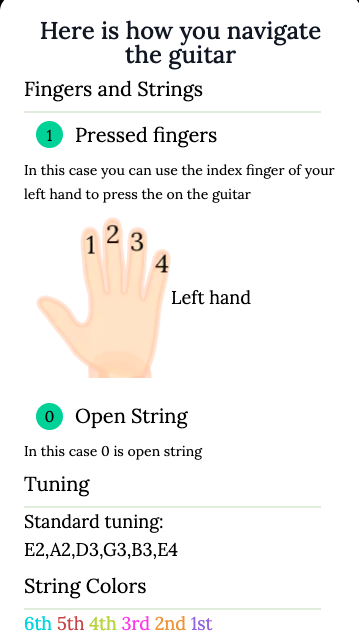 Here is how you navigate
the guitar
Fingers and Strings
1 Pressed fingers
In this case you can use the index finger of your
left hand to press the on the guitar
1 2 3 4
Left hand
0 Open String
In this case 0 is open string
Tuning
Standard tuning:
E2,A2,D3,G3,B3,E4
String Colors
6th 5th 4th 3rd 2nd 1st